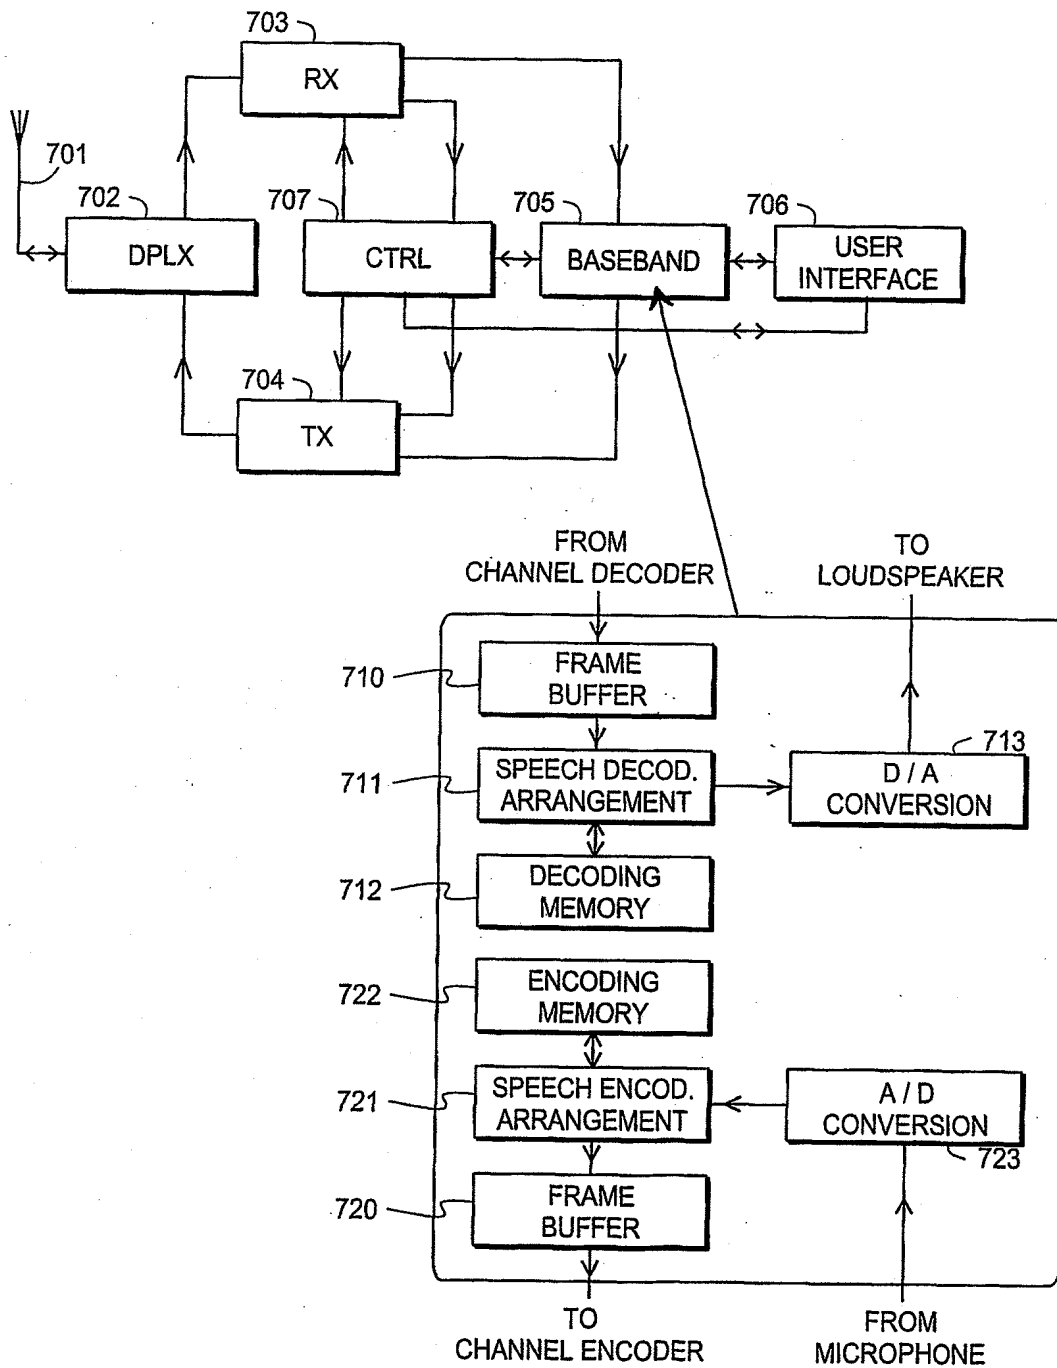 703
RX
701
702
DPLX
707
CTRL
705
BASEBAND
706
USER
INTERFACE
704
TX
FROM
CHANNEL DECODER
TO
LOUDSPEAKER
710
FRAME
BUFFER
711
SPEECH DECOD.
ARRANGEMENT
713
D / A
CONVERSION
712
DECODING
MEMORY
722
ENCODING
MEMORY
721
SPEECH ENCOD.
ARRANGEMENT
A / D
CONVERSION
723
720
FRAME
BUFFER
TO
CHANNEL ENCODER
FROM
MICROPHONE